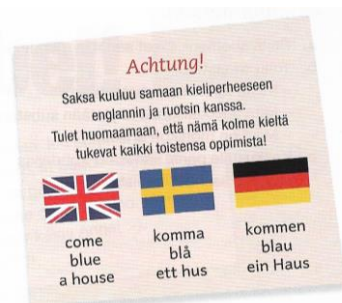 Achtung!
Saksa kuuluu samaan kieliperheeseen
englannin ja ruotsin kanssa.
Tulet huomaamaan, että nämä kolme kieltä
tukevat kaikki toistensa oppimista!
come
blue
a house
komma
blå
ett hus
kommen
blau
ein Haus